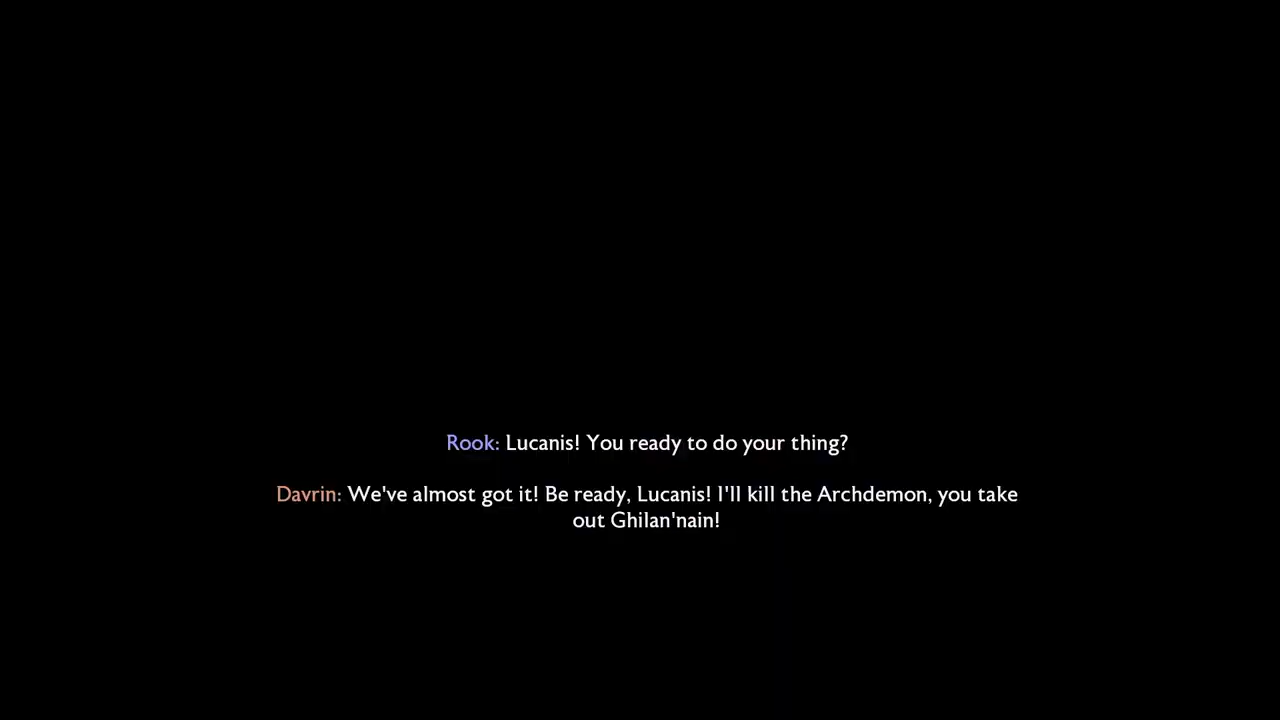 Rook: Lucanis! You ready to do your thing?
Davrin: We've almost got it! Be ready, Lucanis! I'll kill the Archdemon, you take
out Ghilan'nain!